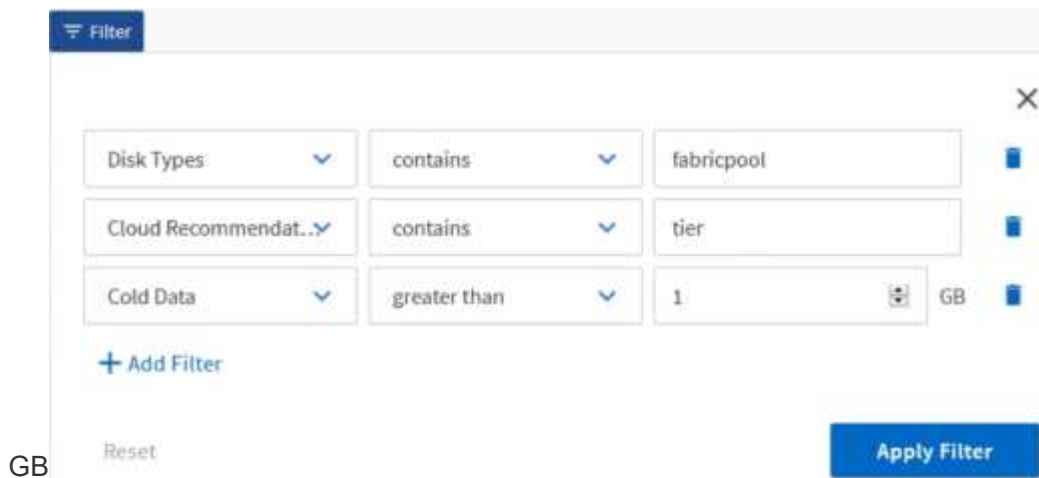 Filter
Disk Types contains fabricpool
Cloud Recommendat... contains tier
Cold Data greater than 1 GB
+ Add Filter
Reset Apply Filter
GB